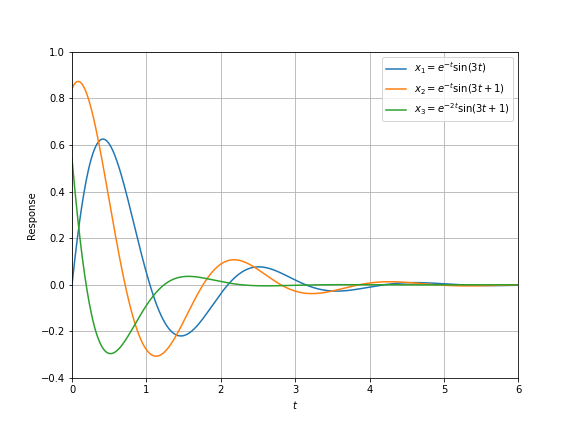 1.0
0.8
0.6
0.4
0.2
0.0
−0.2
−0.4
Response
x₁ = e⁻ᵗsin(3t)
x₂ = e⁻ᵗsin(3t + 1)
x₃ = e⁻²ᵗsin(3t + 1)
0 1 2 3 4 5 6
t